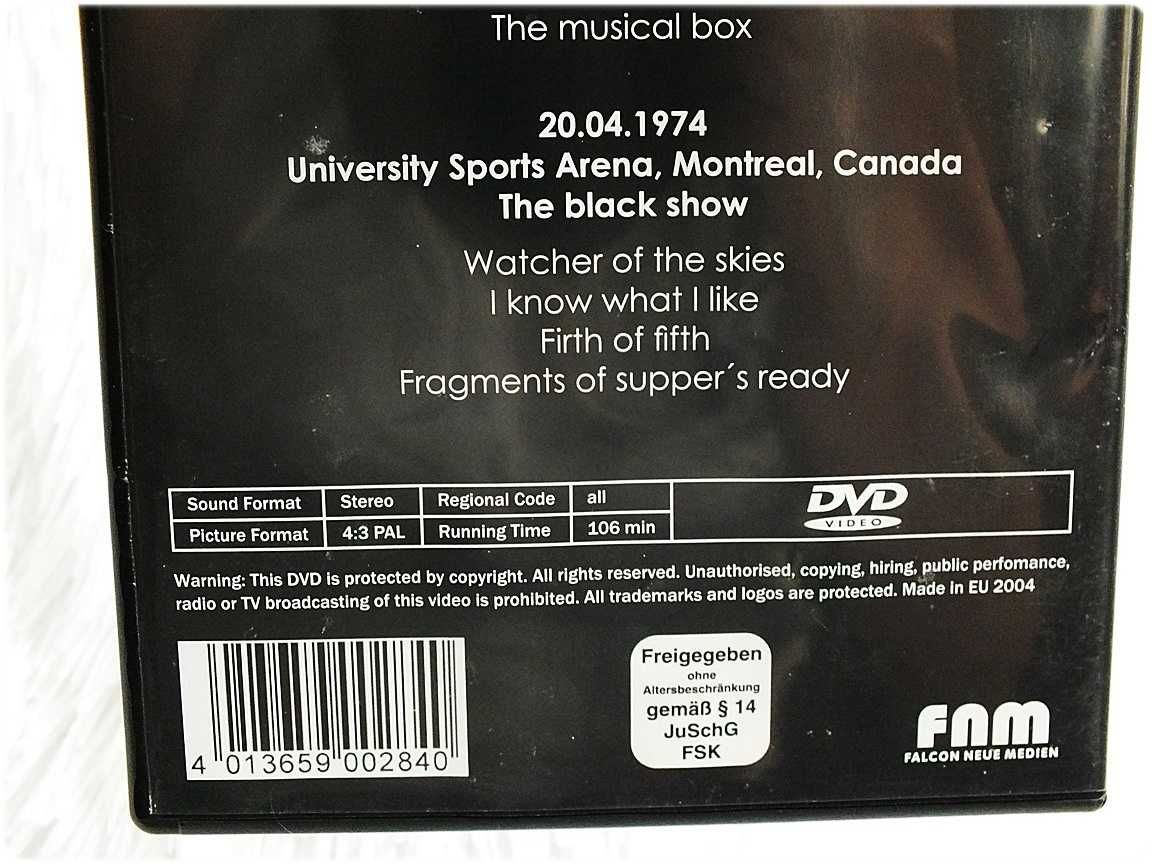 The musical box
20.04.1974
University Sports Arena, Montreal, Canada
The black show
Watcher of the skies
I know what I like
Firth of fifth
Fragments of supper´s ready
Sound Format Stereo Regional Code all
Picture Format 4:3 PAL Running Time 106 min
DVD
VIDEO
Warning: This DVD is protected by copyright. All rights reserved. Unauthorised, copying, hiring, public perfomance,
radio or TV broadcasting of this video is prohibited. All trademarks and logos are protected. Made in EU 2004
4 013659 002840
Freigegeben
ohne
Altersbeschränkung
gemäß § 14
JuSchG
FSK
fnm
FALCON NEUE MEDIEN